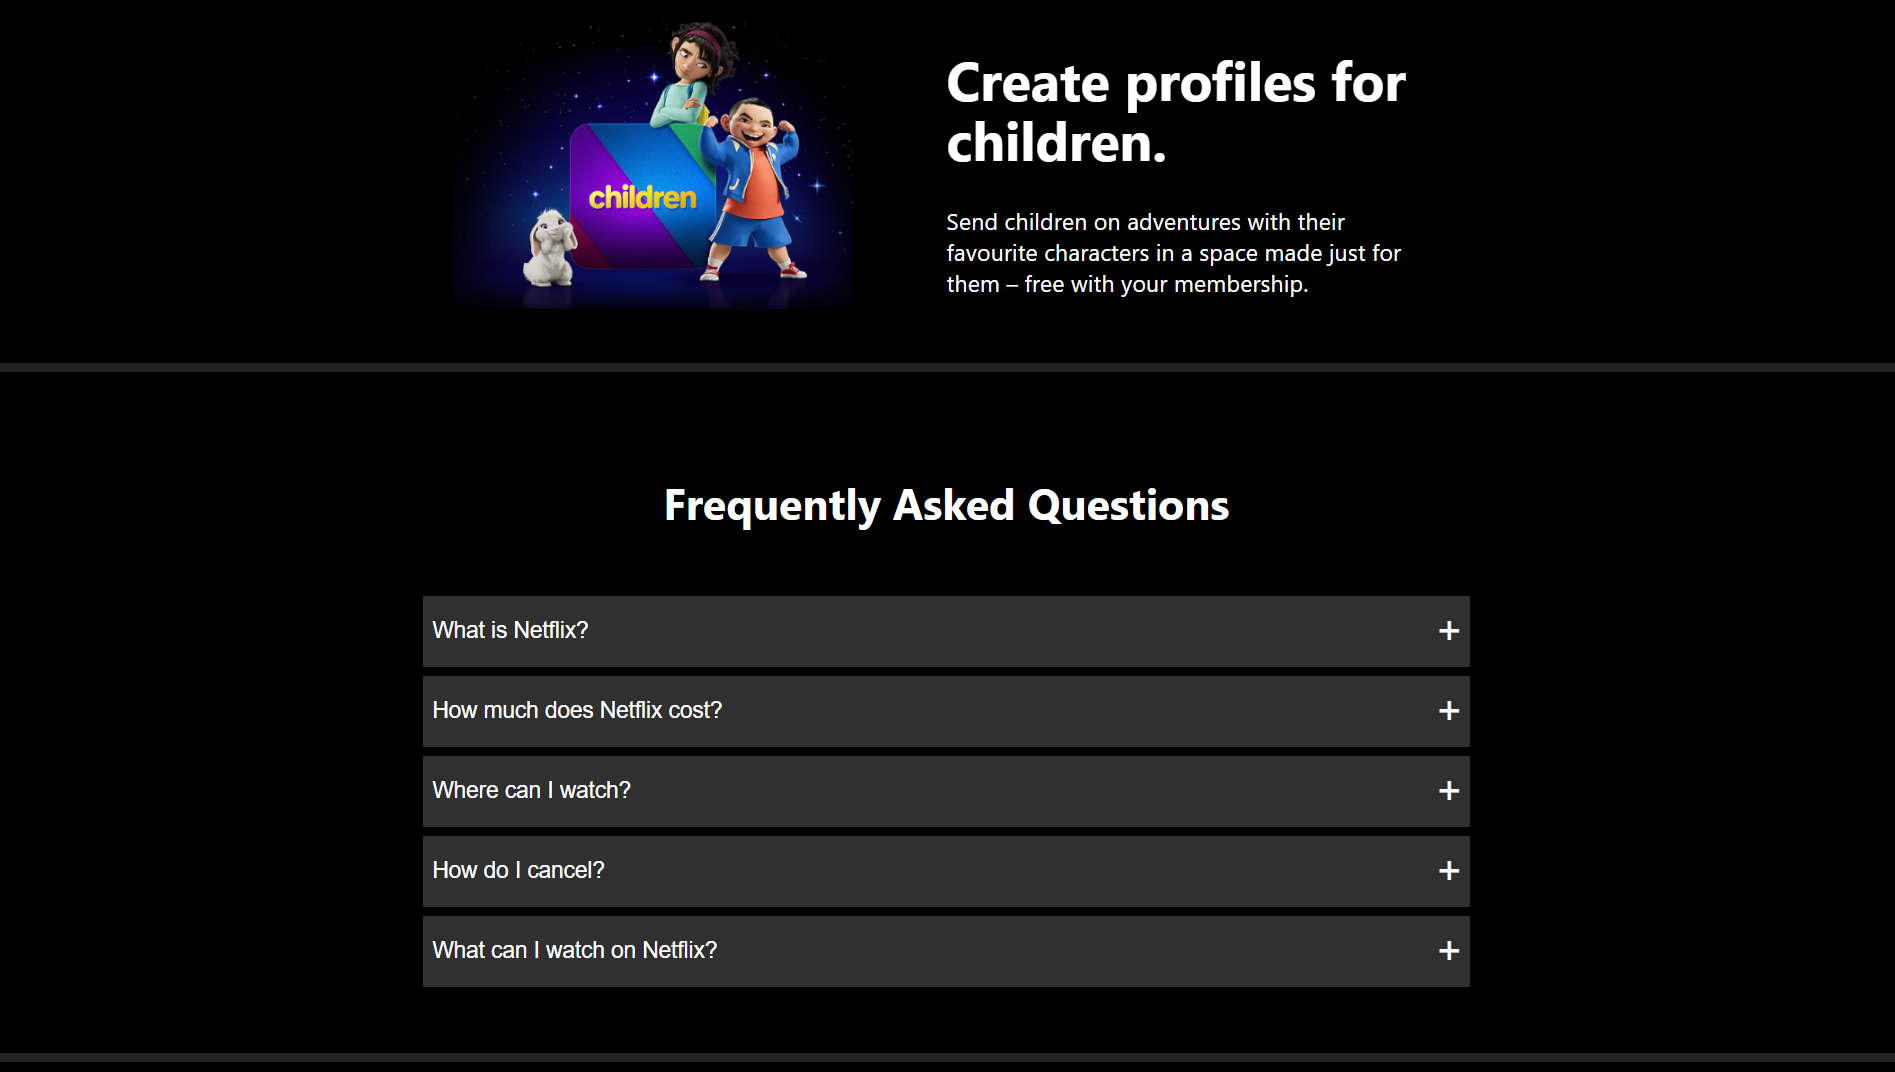 children
Create profiles for
children.
Send children on adventures with their
favourite characters in a space made just for
them – free with your membership.
Frequently Asked Questions
What is Netflix?
How much does Netflix cost?
Where can I watch?
How do I cancel?
What can I watch on Netflix?